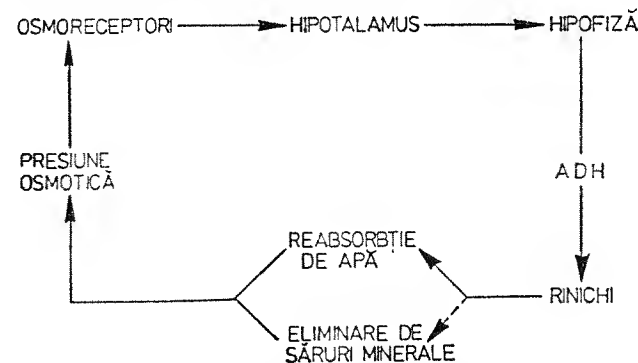 OSMORECEPTORI
HIPOTALAMUS
HIPOFIZĂ
PRESIUNE
OSMOTICĂ
ADH
REABSORBȚIE
DE APĂ
RINICHI
ELIMINARE DE
SĂRURI MINERALE